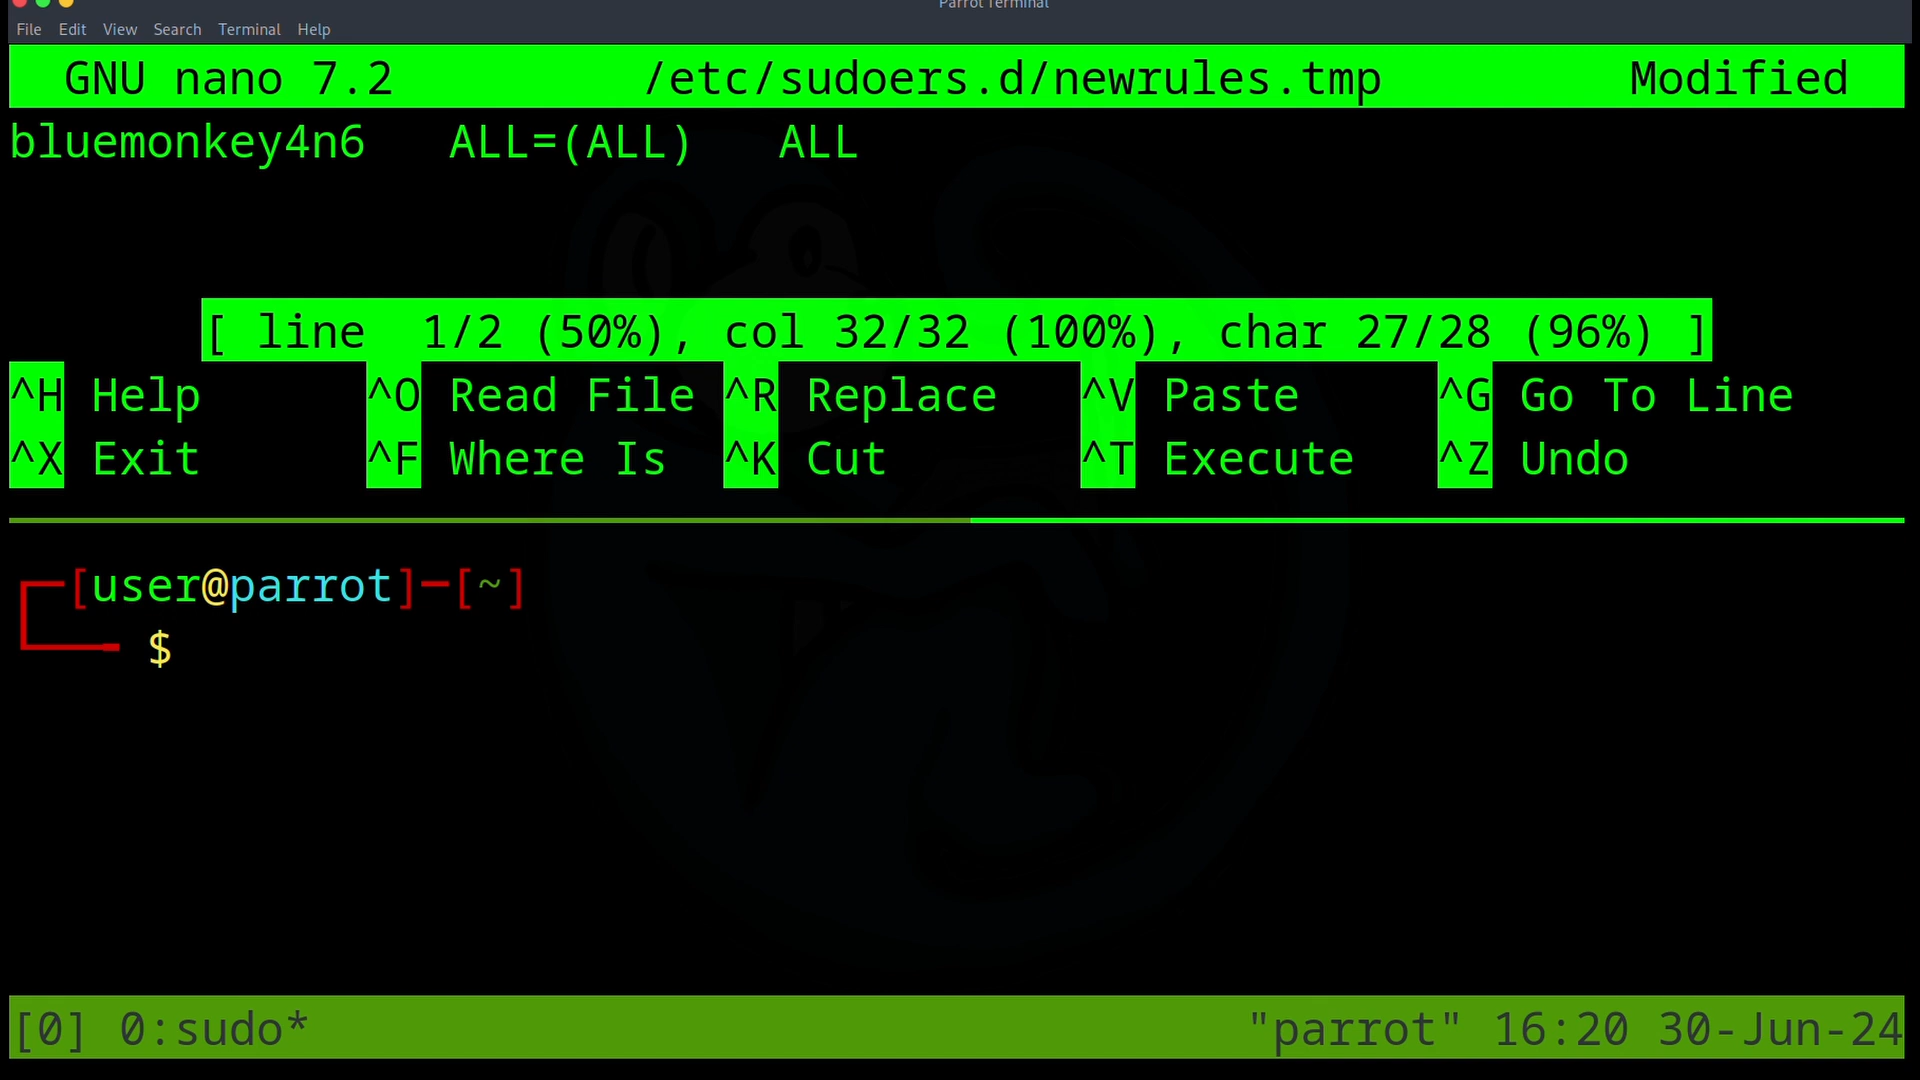 Parrot Terminal
File Edit View Search Terminal Help
GNU nano 7.2 /etc/sudoers.d/newrules.tmp Modified
bluemonkey4n6 ALL=(ALL) ALL
[ line 1/2 (50%), col 32/32 (100%), char 27/28 (96%) ]
^H Help ^O Read File ^R Replace ^V Paste ^G Go To Line
^X Exit ^F Where Is ^K Cut ^T Execute ^Z Undo
┌─[user@parrot]─[~]
└──╼ $
[0] 0:sudo* "parrot" 16:20 30-Jun-24